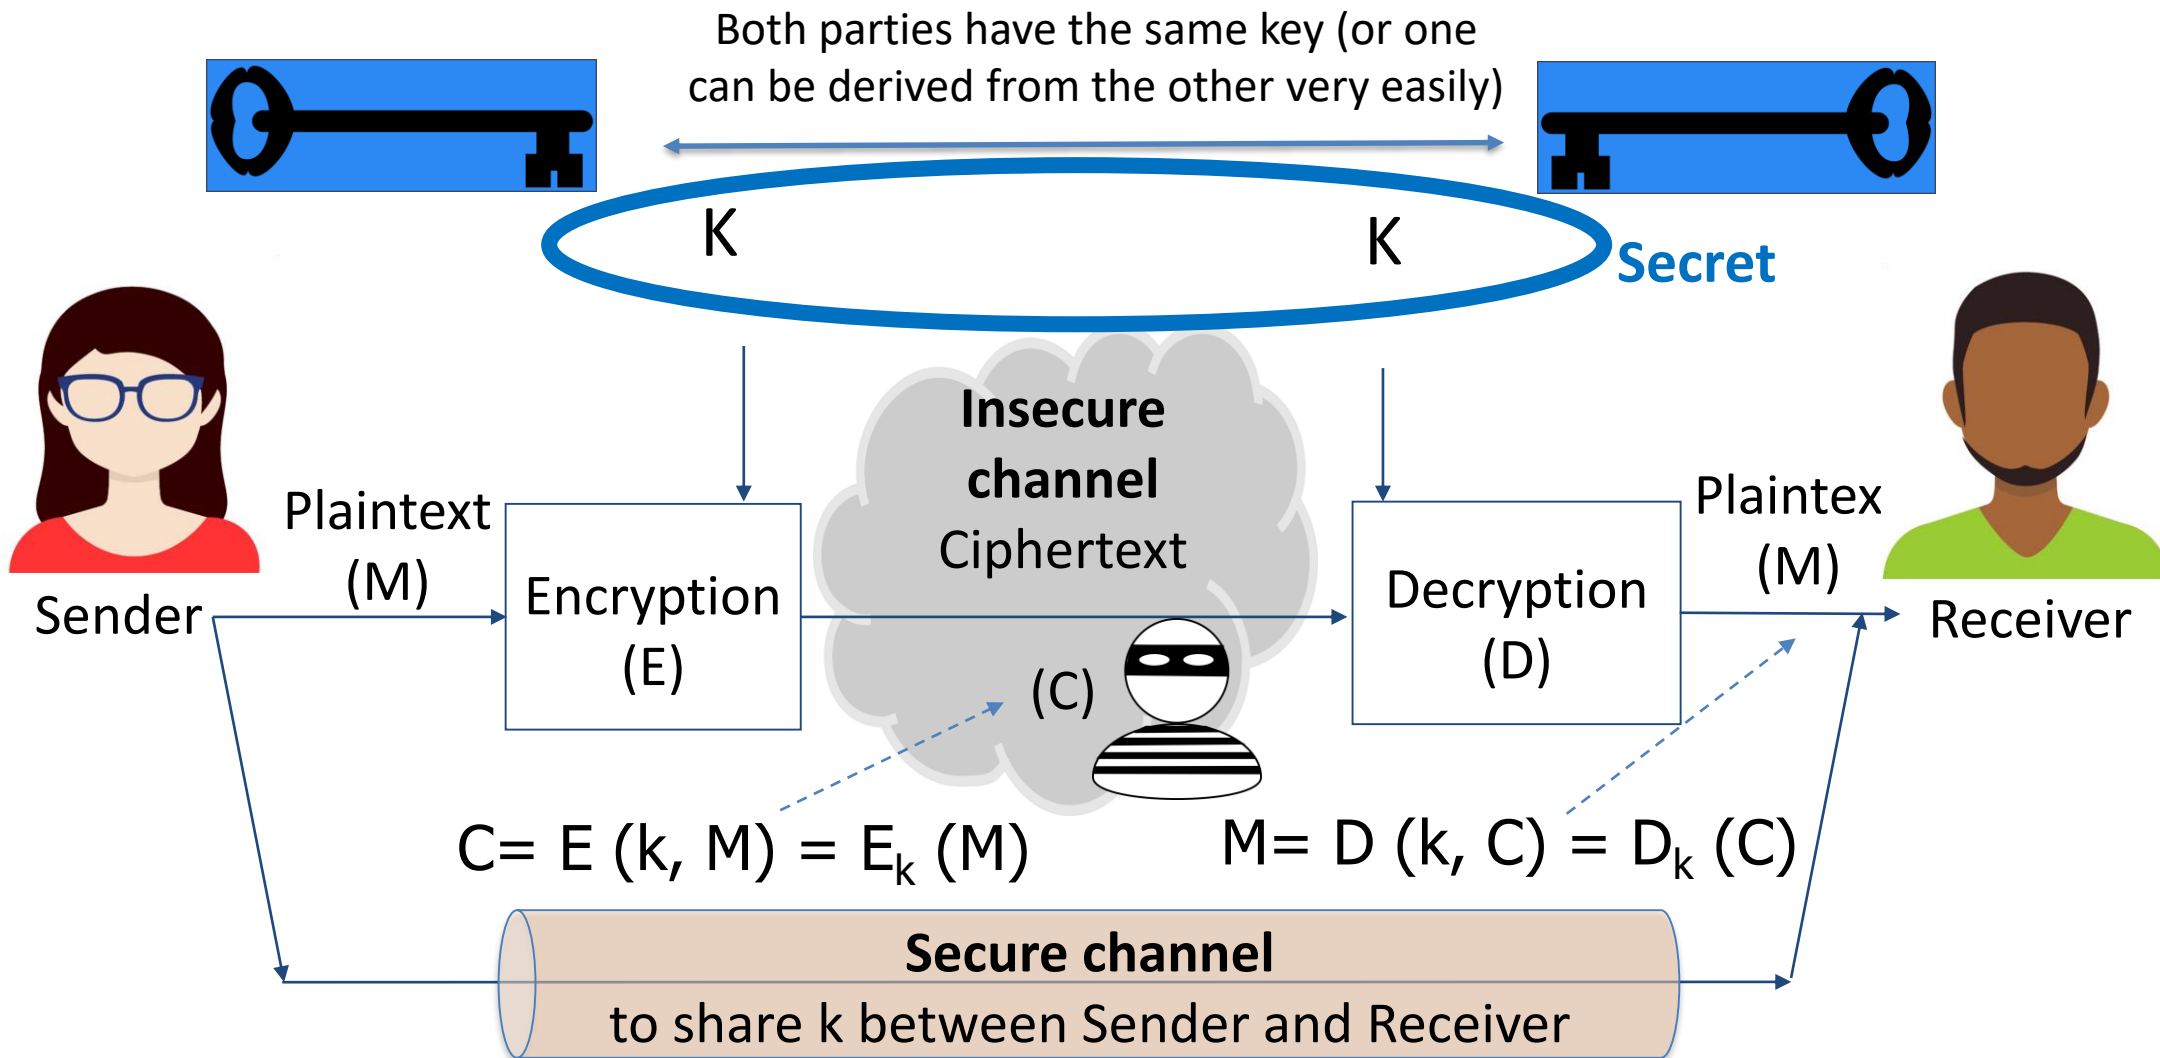 Both parties have the same key (or one
can be derived from the other very easily)
K
K
Secret
Insecure
channel
Ciphertext
Plaintext
(M)
Plaintex
(M)
Encryption
(E)
Decryption
(D)
Sender
Receiver
(C)
C= E (k, M) = Eₖ (M)
M= D (k, C) = Dₖ (C)
Secure channel
to share k between Sender and Receiver